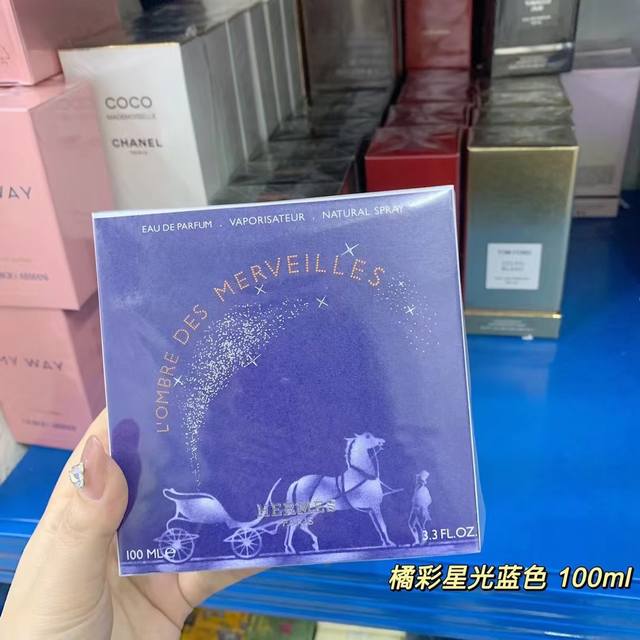 COCO
MADEMOISELLE
CHANEL
PARIS
WAY
MY WAY
TOM FORD
EAU DE PARFUM . VAPORISATEUR . NATURAL SPRAY
L'OMBRE DES MERVEILLES
HERMÈS
PARIS
100 ML e
3.3 FL.OZ.
橘彩星光蓝色 100ml